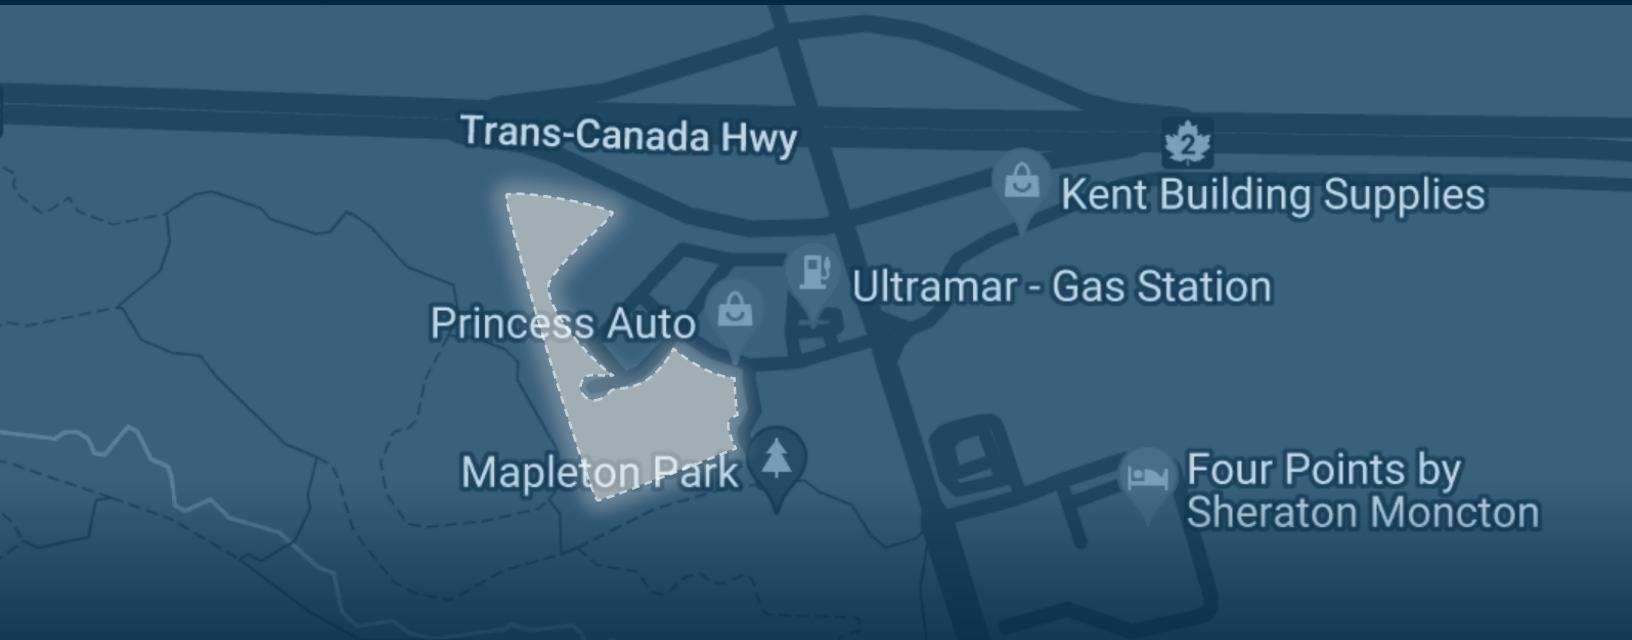 Trans-Canada Hwy
2
Kent Building Supplies
Ultramar - Gas Station
Princess Auto
Mapleton Park
Four Points by
Sheraton Moncton